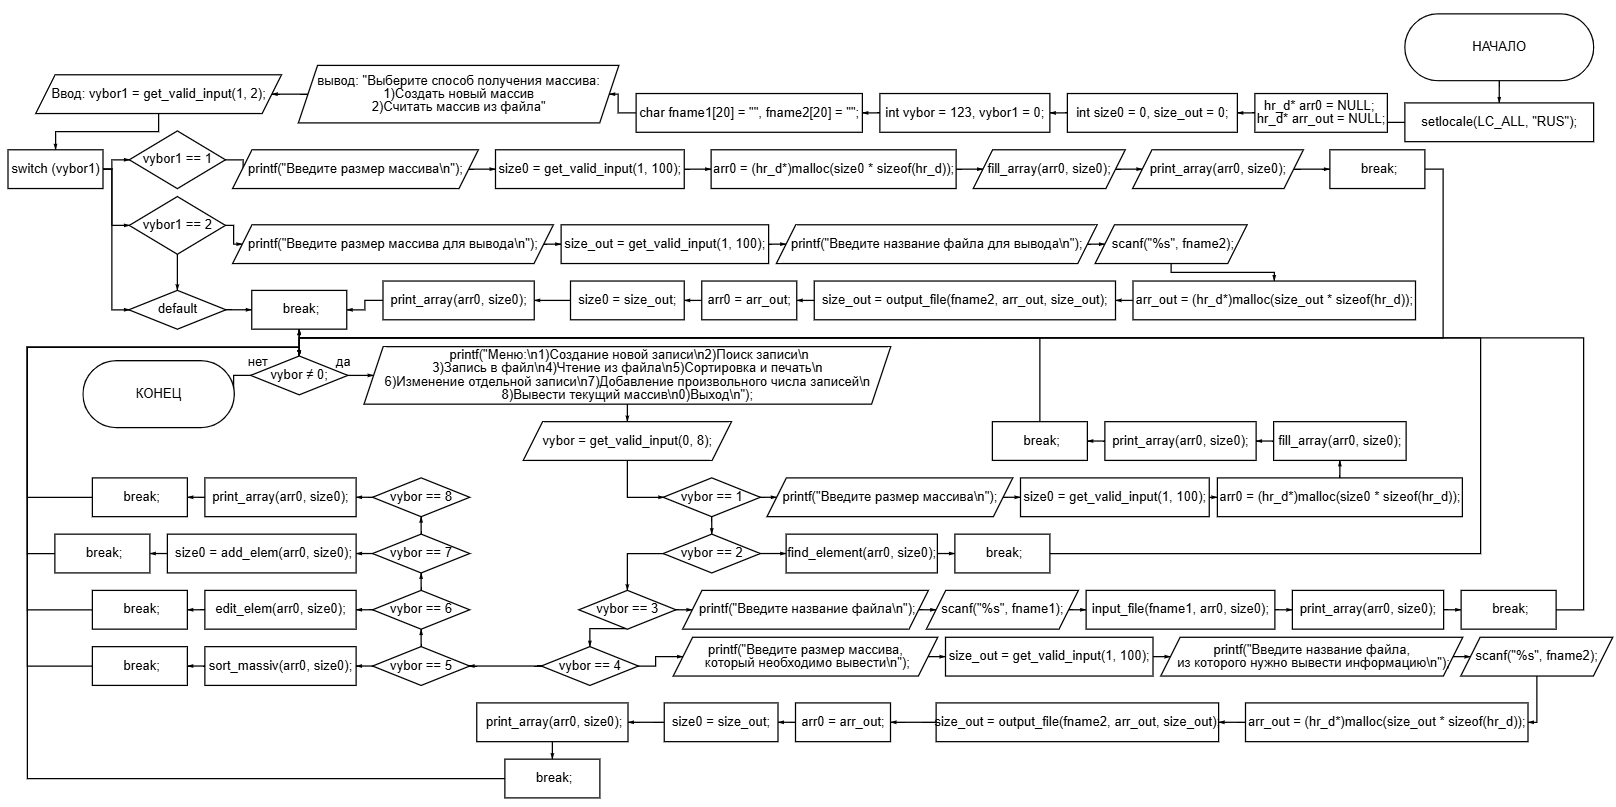 НАЧАЛО
setlocale(LC_ALL, "RUS");
hr_d* arr0 = NULL;
hr_d* arr_out = NULL;
int size0 = 0, size_out = 0;
int vybor = 123, vybor1 = 0;
char fname1[20] = "", fname2[20] = "";
вывод: "Выберите способ получения массива:
1)Создать новый массив
2)Считать массив из файла"
Ввод: vybor1 = get_valid_input(1, 2);
switch (vybor1)
vybor1 == 1
printf("Введите размер массива\n");
size0 = get_valid_input(1, 100);
arr0 = (hr_d*)malloc(size0 * sizeof(hr_d));
fill_array(arr0, size0);
print_array(arr0, size0);
break;
vybor1 == 2
printf("Введите размер массива для вывода\n");
size_out = get_valid_input(1, 100);
printf("Введите название файла для вывода\n");
scanf("%s", fname2);
arr_out = (hr_d*)malloc(size_out * sizeof(hr_d));
size_out = output_file(fname2, arr_out, size_out);
arr0 = arr_out;
size0 = size_out;
print_array(arr0, size0);
break;
default
vybor ≠ 0;
нет
да
КОНЕЦ
printf("Меню:\n1)Создание новой записи\n2)Поиск записи\n
3)Запись в файл\n4)Чтение из файла\n5)Сортировка и печать\n
6)Изменение отдельной записи\n7)Добавление произвольного числа записей\n
8)Вывести текущий массив\n0)Выход\n");
vybor = get_valid_input(0, 8);
vybor == 1
printf("Введите размер массива\n");
size0 = get_valid_input(1, 100);
arr0 = (hr_d*)malloc(size0 * sizeof(hr_d));
fill_array(arr0, size0);
print_array(arr0, size0);
break;
vybor == 2
find_element(arr0, size0);
break;
vybor == 3
printf("Введите название файла\n");
scanf("%s", fname1);
input_file(fname1, arr0, size0);
print_array(arr0, size0);
break;
vybor == 4
printf("Введите размер массива,
который необходимо вывести\n");
size_out = get_valid_input(1, 100);
printf("Введите название файла,
из которого нужно вывести информацию\n");
scanf("%s", fname2);
arr_out = (hr_d*)malloc(size_out * sizeof(hr_d));
size_out = output_file(fname2, arr_out, size_out)
arr0 = arr_out;
size0 = size_out;
print_array(arr0, size0);
break;
vybor == 5
sort_massiv(arr0, size0);
break;
vybor == 6
edit_elem(arr0, size0);
break;
vybor == 7
size0 = add_elem(arr0, size0);
break;
vybor == 8
print_array(arr0, size0);
break;